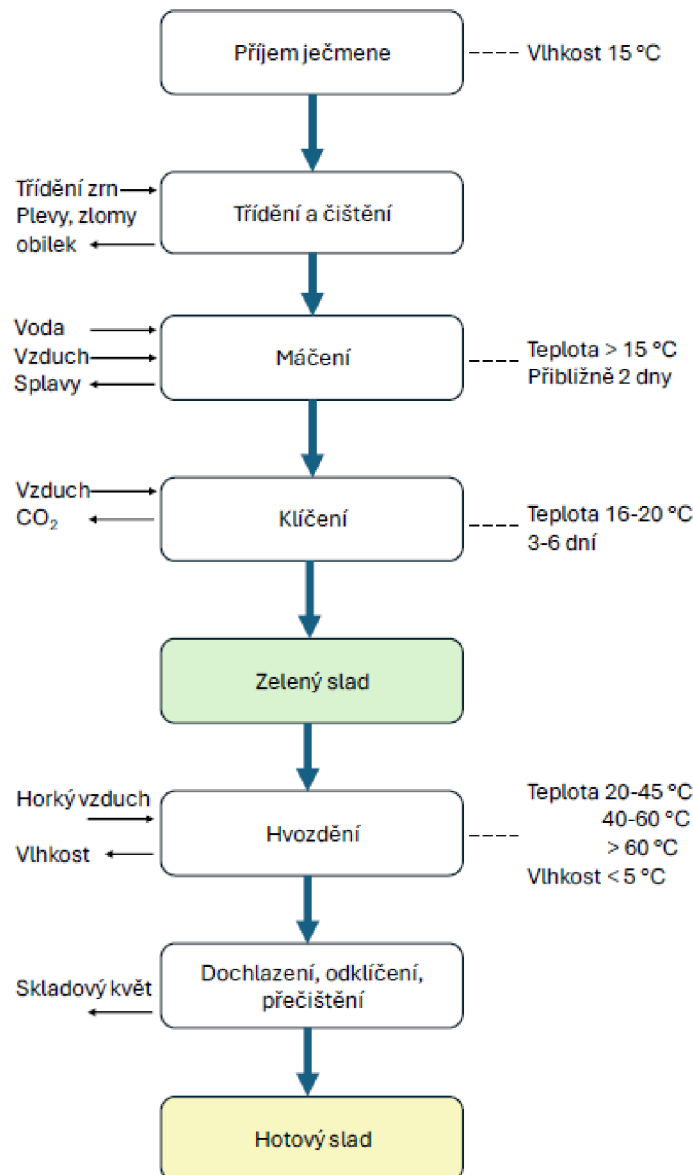 Příjem ječmene
Vlhkost 15 °C
Třídění zrn
Plevy, zlomy
obilek
Třídění a čištění
Voda
Vzduch
Splavy
Máčení
Teplota > 15 °C
Přibližně 2 dny
Vzduch
CO₂
Klíčení
Teplota 16-20 °C
3-6 dní
Zelený slad
Horký vzduch
Vlhkost
Hvozdění
Teplota 20-45 °C
40-60 °C
> 60 °C
Vlhkost < 5 °C
Skladový květ
Dochlazení, odklíčení,
přečištění
Hotový slad